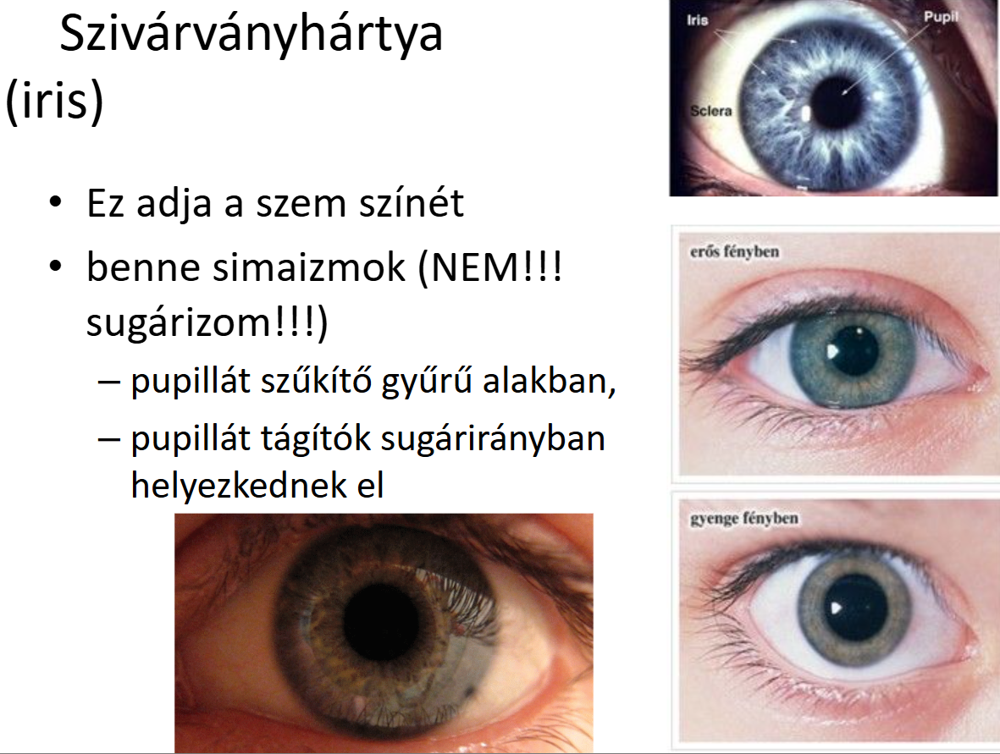 Szivárványhártya
(iris)
• Ez adja a szem színét
• benne simaizmok (NEM!!!
sugárizom!!!)
– pupillát szűkítő gyűrű alakban,
– pupillát tágítók sugárirányban
helyezkednek el
Iris
Pupil
Sclera
erős fényben
gyenge fényben